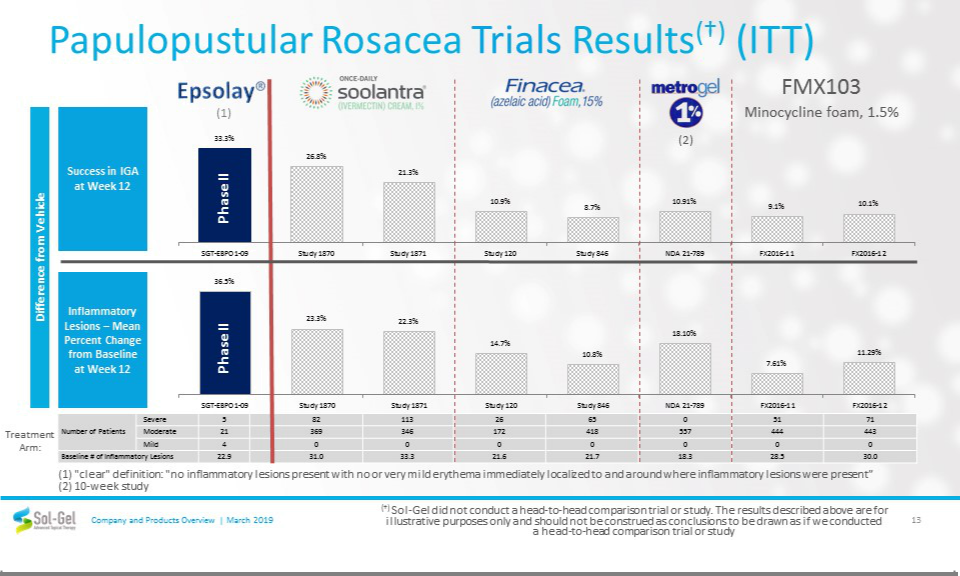 Papulopustular Rosacea Trials Results(†) (ITT)
Epsolay®
(1)
ONCE-DAILY
soolantra®
(IVERMECTIN) CREAM, 1%
Finacea®
(azelaic acid) Foam, 15%
metrogel
1%
(2)
FMX103
Minocycline foam, 1.5%
Difference from Vehicle
Success in IGA
at Week 12
33.3%
Phase II
26.8%
21.3%
10.9%
8.7%
10.91%
9.1%
10.1%
SGT-EBPO 1-09 Study 1870 Study 1871 Study 120 Study 846 NDA 21-789 FX2016-11 FX2016-12
Inflammatory
Lesions – Mean
Percent Change
from Baseline
at Week 12
36.5%
Phase II
23.3%
22.3%
14.7%
10.8%
18.10%
7.61%
11.29%
SGT-EBPO 1-09 Study 1870 Study 1871 Study 120 Study 846 NDA 21-789 FX2016-11 FX2016-12
Treatment
Arm:
Number of Patients
Severe 5 82 113 26 65 0 51 71
Moderate 21 369 346 172 418 557 444 443
Mild 4 0 0 0 0 0 0 0
Baseline # of Inflammatory Lesions 22.9 31.0 33.3 21.6 21.7 18.3 28.5 30.0
(1) "clear" definition: "no inflammatory lesions present with no or very mild erythema immediately localized to and around where inflammatory lesions were present"
(2) 10-week study
Sol-Gel
Advanced Topical Therapy
Company and Products Overview | March 2019
(*) Sol-Gel did not conduct a head-to-head comparison trial or study. The results described above are for
illustrative purposes only and should not be construed as conclusions to be drawn as if we conducted
a head-to-head comparison trial or study
13